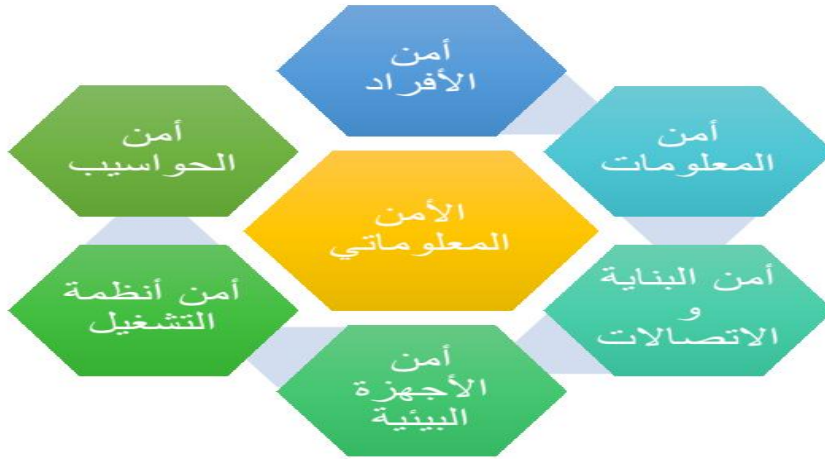 أمن
الأفراد
أمن
المعلومات
أمن البناية
و
الاتصالات
أمن
الأجهزة
البيئية
أمن أنظمة
التشغيل
أمن
الحواسيب
الأمن
المعلوماتي